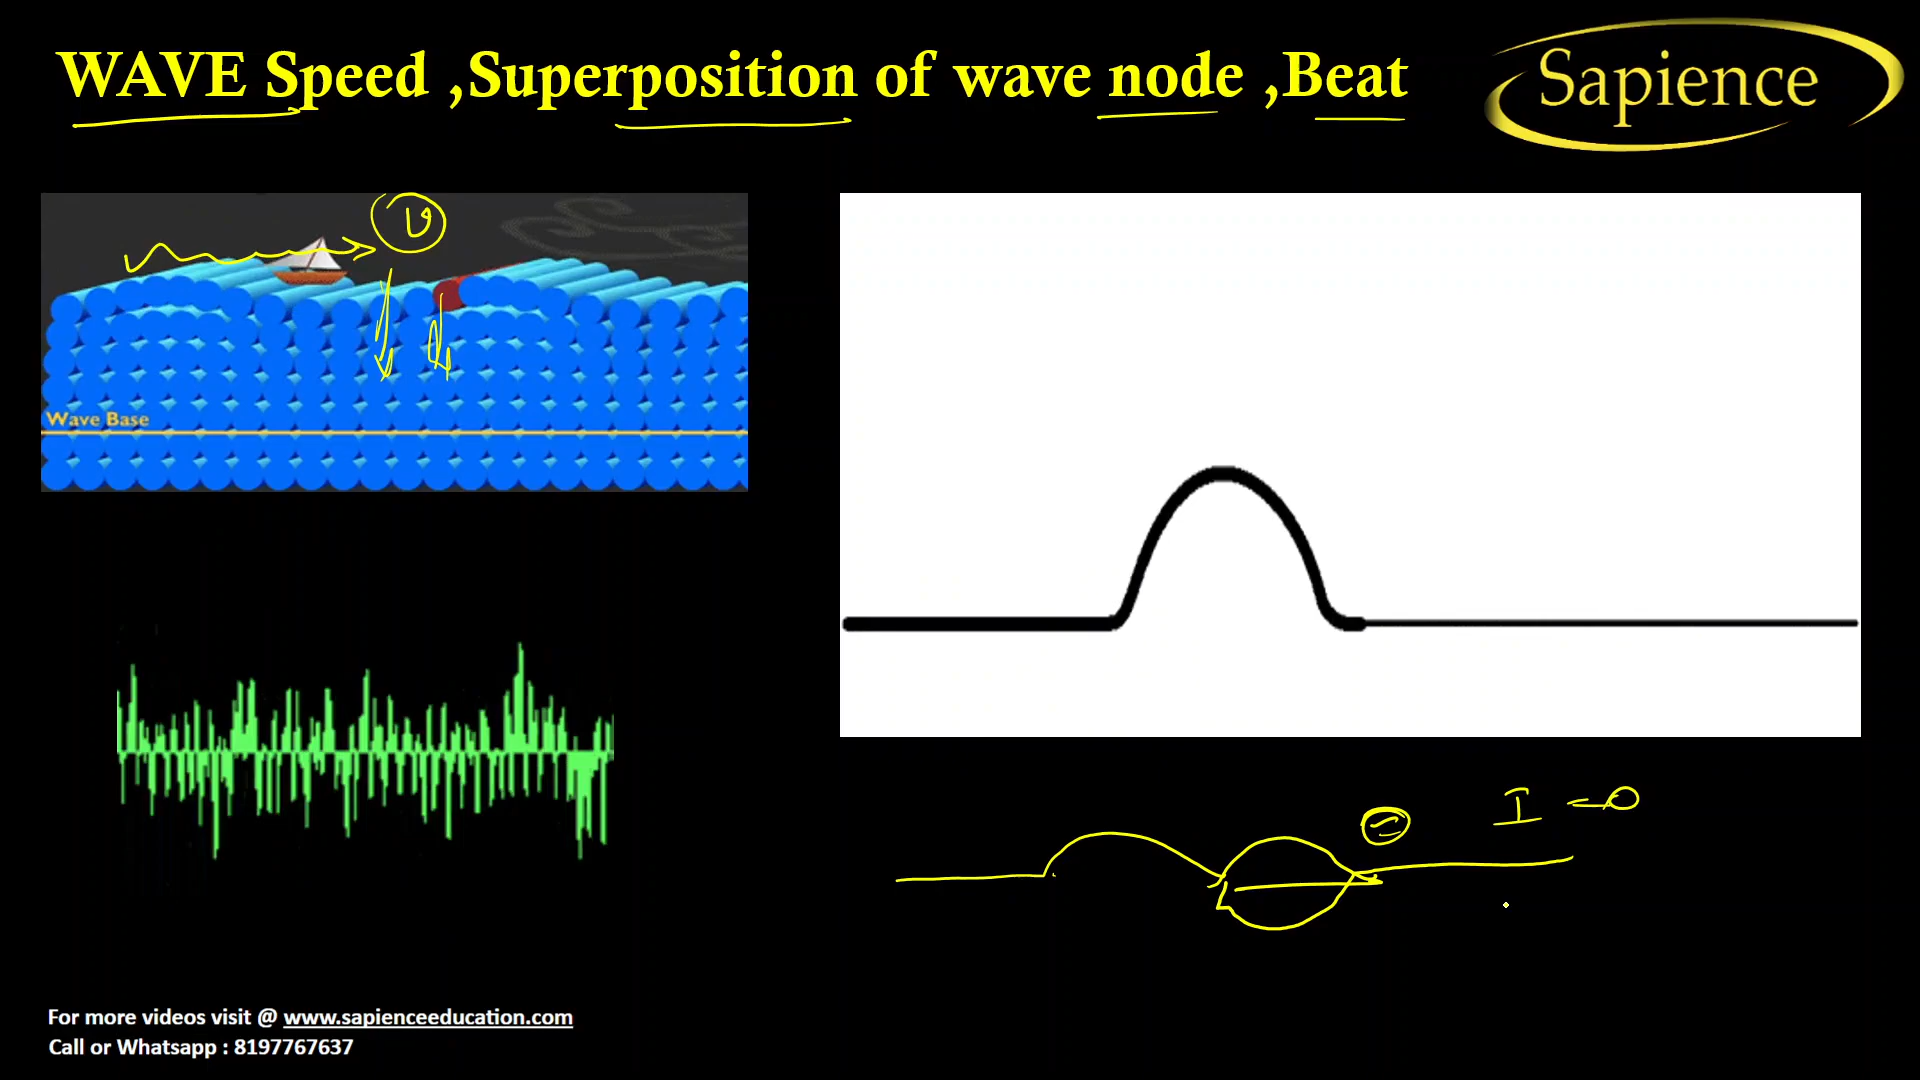 WAVE Speed ,Superposition of wave node ,Beat
Sapience
Wave Base
I = 0
For more videos visit @ www.sapienceeducation.com
Call or Whatsapp : 8197767637